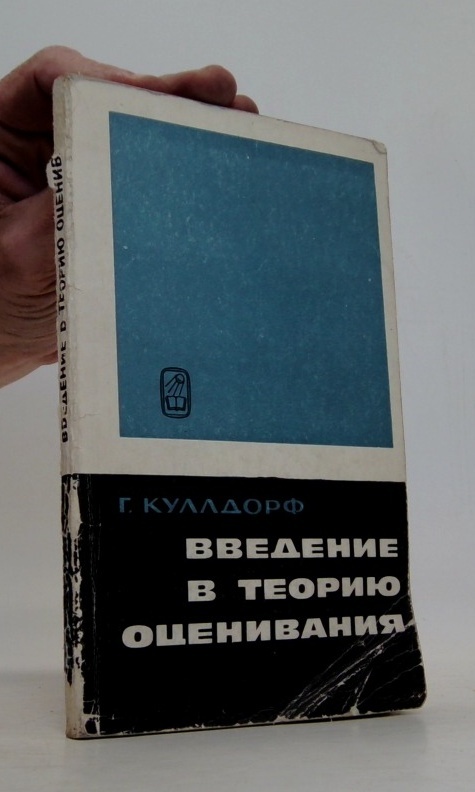 Г. КУЛЛДОРФ
ВВЕДЕНИЕ
В ТЕОРИЮ
ОЦЕНИВАНИЯ
ВВЕДЕНИЕ В ТЕОРИЮ ОЦЕНИВ